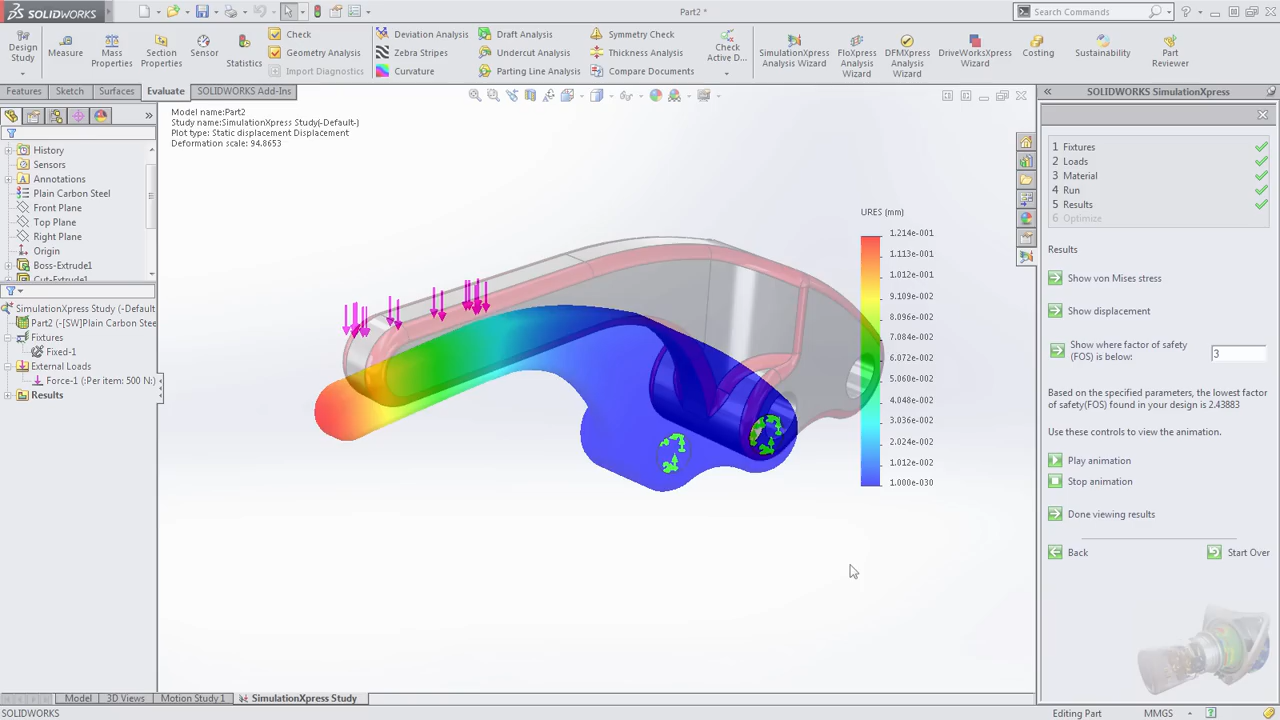 SOLIDWORKS
Part2 *
Search Commands
Design Study
Measure
Mass Properties
Section Properties
Sensor
Statistics
Check
Geometry Analysis
Import Diagnostics
Deviation Analysis
Zebra Stripes
Curvature
Draft Analysis
Undercut Analysis
Parting Line Analysis
Symmetry Check
Thickness Analysis
Compare Documents
Check Active D...
SimulationXpress Analysis Wizard
FloXpress Analysis Wizard
DFMXpress Analysis Wizard
DriveWorksXpress Wizard
Costing
Sustainability
Part Reviewer
Features
Sketch
Surfaces
Evaluate
SOLIDWORKS Add-Ins
History
Sensors
Annotations
Plain Carbon Steel
Front Plane
Top Plane
Right Plane
Origin
Boss-Extrude1
Cut-Extrude1
SimulationXpress Study (-Default
Part2 (-[SW]Plain Carbon Stee
Fixtures
Fixed-1
External Loads
Force-1 (:Per item: 500 N:)
Results
Model name:Part2
Study name:SimulationXpress Study(-Default-)
Plot type: Static displacement Displacement
Deformation scale: 94.8653
URES (mm)
1.214e-001
1.113e-001
1.012e-001
9.109e-002
8.096e-002
7.084e-002
6.072e-002
5.060e-002
4.048e-002
3.036e-002
2.024e-002
1.012e-002
1.000e-030
SOLIDWORKS SimulationXpress
1 Fixtures
2 Loads
3 Material
4 Run
5 Results
6 Optimize
Results
Show von Mises stress
Show displacement
Show where factor of safety
(FOS) is below:
3
Based on the specified parameters, the lowest factor
of safety(FOS) found in your design is 2.43883
Use these controls to view the animation.
Play animation
Stop animation
Done viewing results
Back
Start Over
Model
3D Views
Motion Study 1
SimulationXpress Study
SOLIDWORKS
Editing Part
MMGS